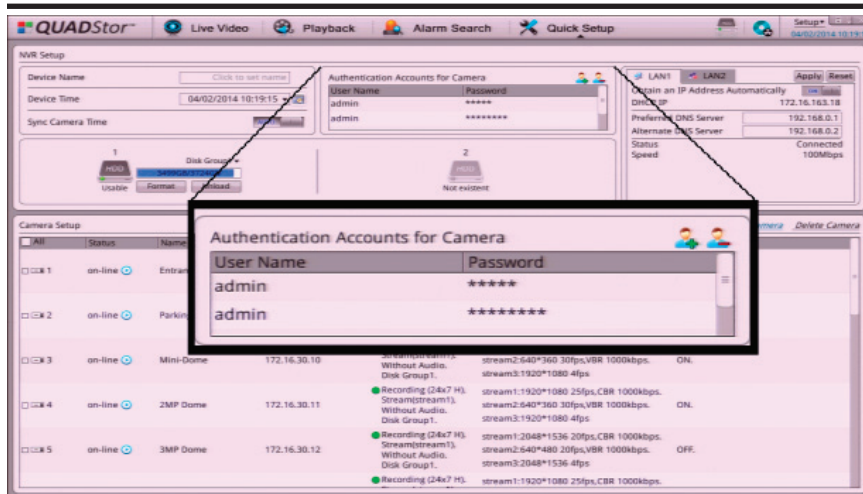 QUADStor
Live Video
Playback
Alarm Search
Quick Setup
Setup
04/02/2014 10:19:
NVR Setup
Device Name
Click to set name
Device Time
04/02/2014 10:19:15
Sync Camera Time
Authentication Accounts for Camera
User Name Password
admin *****
admin ********
LAN1 LAN2 Apply Reset
Obtain an IP Address Automatically
DHCP IP 172.16.163.18
Preferred DNS Server 192.168.0.1
Alternate DNS Server 192.168.0.2
Status Connected
Speed 100Mbps
1
HDD
Usable
Disk Group1
Format
2
HDD
Not existent
Camera Setup
Delete Camera
All Status Name
Authentication Accounts for Camera
User Name Password
admin *****
admin ********
1 on-line
2 on-line
3 on-line Mini-Dome 172.16.30.10
Stream(stream1),
Without Audio.
Disk Group1.
stream2:640*360 30fps,VBR 1000kbps.
stream3:1920*1080 4fps
ON.
4 on-line 2MP Dome 172.16.30.11
Recording (24x7 H).
Stream(stream1),
Without Audio.
Disk Group1.
stream1:1920*1080 25fps,CBR 1000kbps.
stream2:640*360 30fps,VBR 1000kbps.
stream3:1920*1080 4fps
ON.
5 on-line 3MP Dome 172.16.30.12
Recording (24x7 H).
Stream(stream1),
Without Audio.
Disk Group1.
stream1:2048*1536 20fps,CBR 1000kbps.
stream2:640*480 20fps,VBR 1000kbps.
stream3:2048*1536 4fps
OFF.
Recording (24x7 H).
stream1:1920*1080 25fps,CBR 1000kbps.